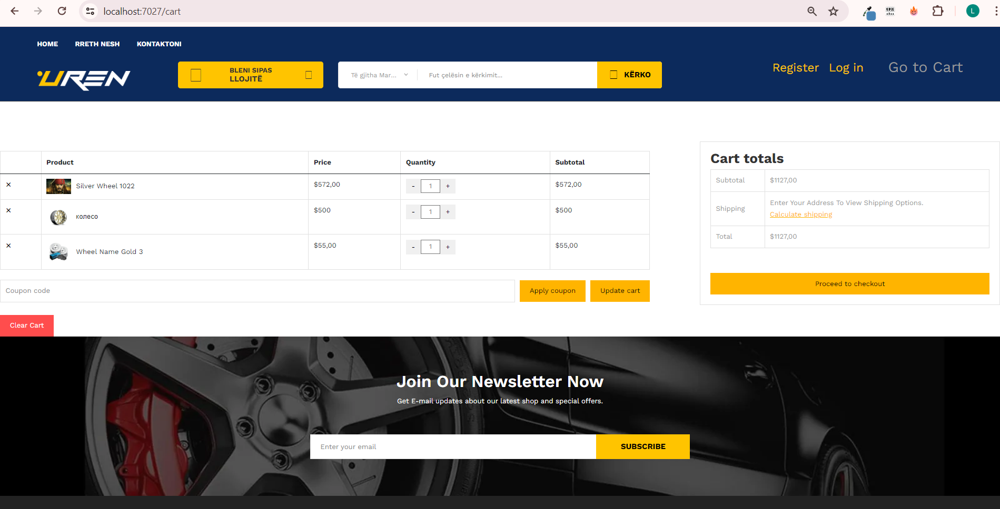 localhost:7027/cart
L
HOME RRETH NESH KONTAKTONI
UREN
BLENI SIPAS
LLOJITË
Të gjitha Mar...
Fut çelësin e kërkimit...
KËRKO
Register Log in Go to Cart
Product Price Quantity Subtotal
× Silver Wheel 1022 $572,00 - 1 + $572,00
× колесо $500 - 1 + $500
× Wheel Name Gold 3 $55,00 - 1 + $55,00
Coupon code Apply coupon Update cart
Clear Cart
Cart totals
Subtotal $1127,00
Shipping Enter Your Address To View Shipping Options.
Calculate shipping
Total $1127,00
Proceed to checkout
Join Our Newsletter Now
Get E-mail updates about our latest shop and special offers.
Enter your email SUBSCRIBE